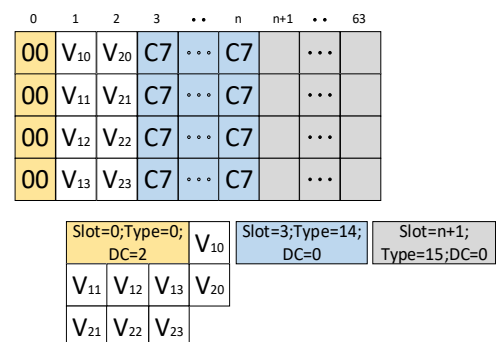 0 1 2 3 •• n n+1 •• 63
00 V10 V20 C7 ∘∘∘ C7 •••
00 V11 V21 C7 ∘∘∘ C7 •••
00 V12 V22 C7 ∘∘∘ C7 •••
00 V13 V23 C7 ∘∘∘ C7 •••
Slot=0;Type=0;
DC=2
V10
Slot=3;Type=14;
DC=0
Slot=n+1;
Type=15;DC=0
V11 V12 V13 V20
V21 V22 V23